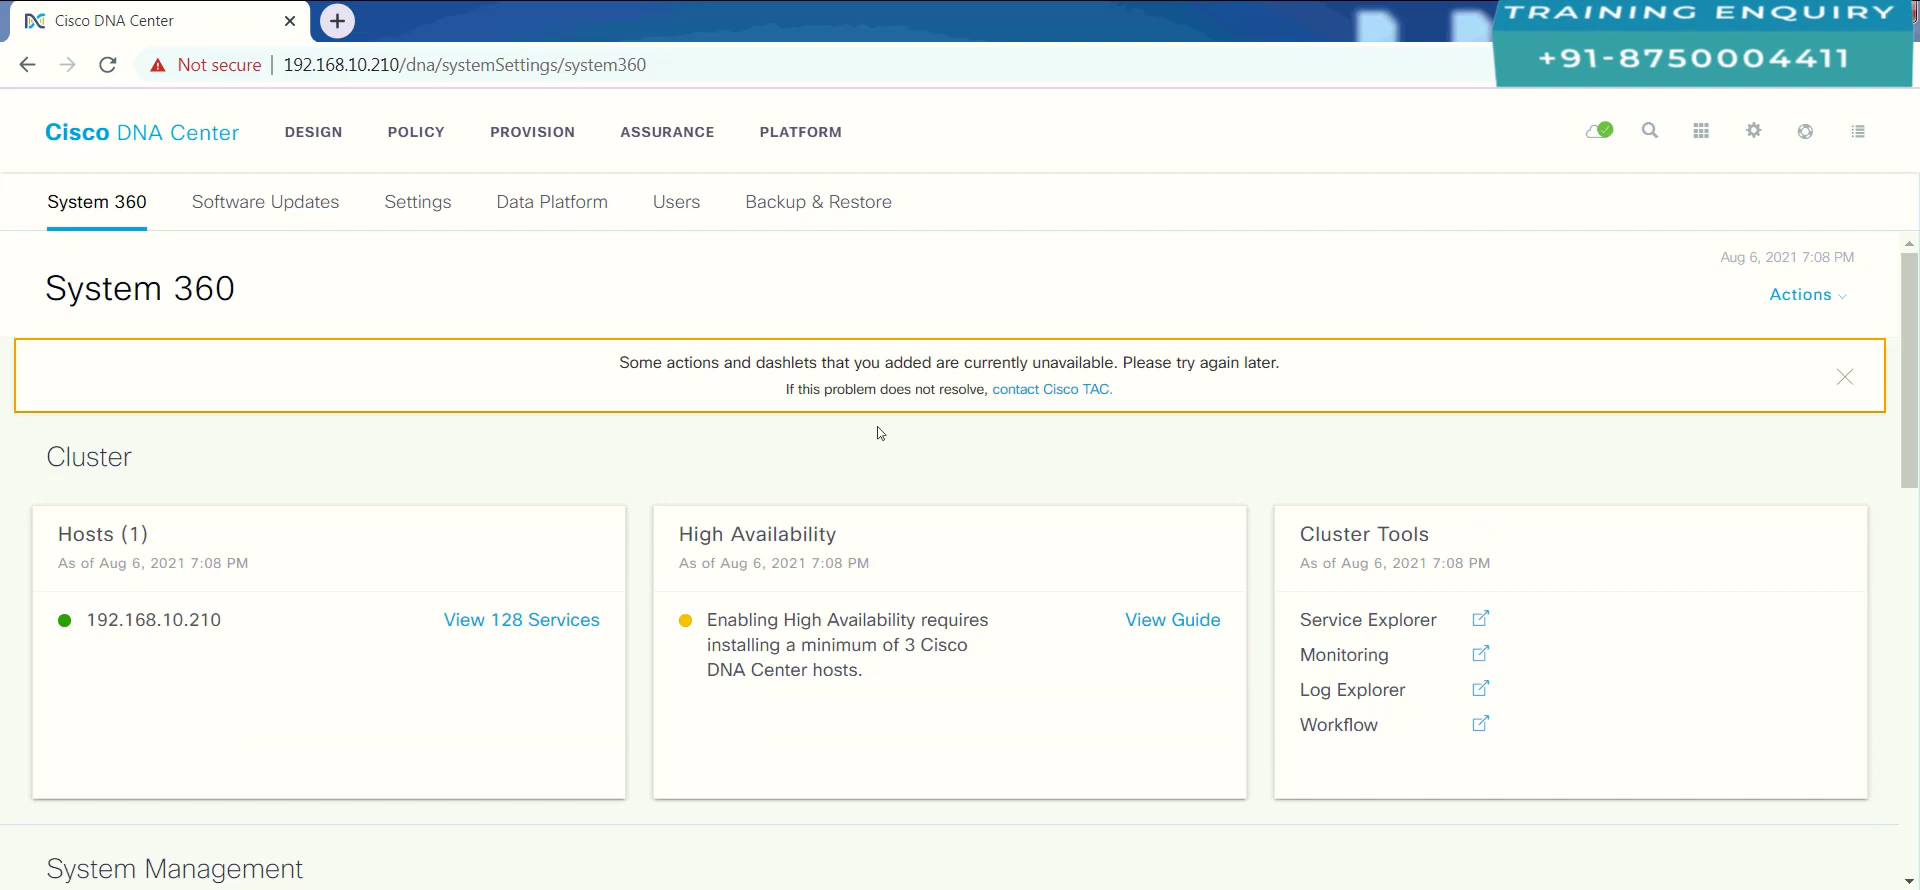 Cisco DNA Center
TRAINING ENQUIRY
+91-8750004411
Not secure | 192.168.10.210/dna/systemSettings/system360
Cisco DNA Center
DESIGN
POLICY
PROVISION
ASSURANCE
PLATFORM
System 360
Software Updates
Settings
Data Platform
Users
Backup & Restore
Aug 6, 2021 7:08 PM
System 360
Actions
Some actions and dashlets that you added are currently unavailable. Please try again later.
If this problem does not resolve, contact Cisco TAC.
Cluster
Hosts (1)
As of Aug 6, 2021 7:08 PM
192.168.10.210
View 128 Services
High Availability
As of Aug 6, 2021 7:08 PM
Enabling High Availability requires
installing a minimum of 3 Cisco
DNA Center hosts.
View Guide
Cluster Tools
As of Aug 6, 2021 7:08 PM
Service Explorer
Monitoring
Log Explorer
Workflow
System Management